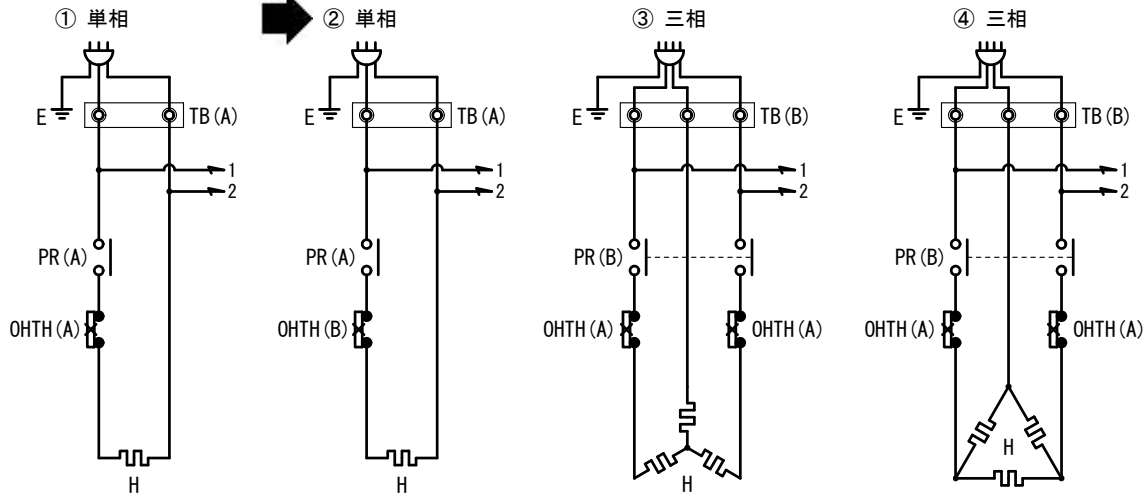 ① 単相
② 単相
③ 三相
④ 三相
E
TB(A)
E
TB(A)
E
TB(B)
E
TB(B)
1
2
1
2
1
2
1
2
PR(A)
PR(A)
PR(B)
PR(B)
OHTH(A)
OHTH(B)
OHTH(A)
OHTH(A)
OHTH(A)
OHTH(A)
H
H
H
H